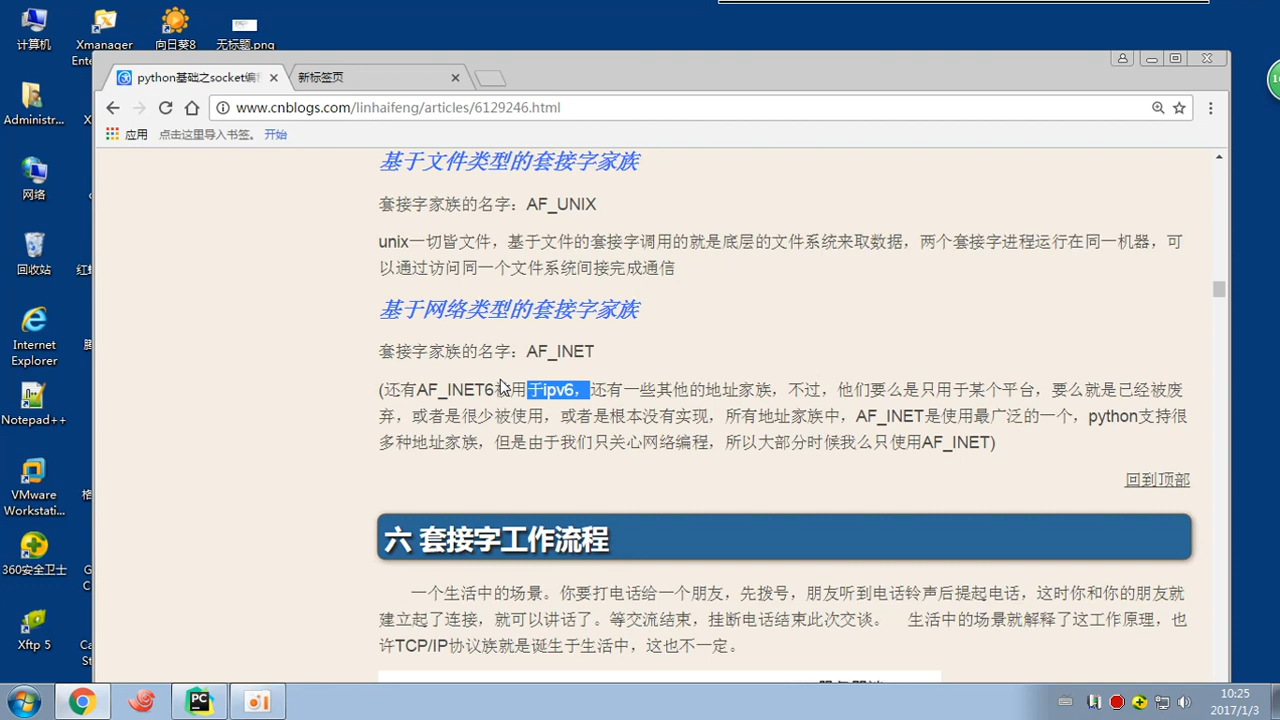 计算机
Xmanager
Ente
向日葵8
无标题.png
Administr...
网络
回收站
Internet
Explorer
Notepad++
VMware
Workstati...
360安全卫士
Xftp 5
python基础之socket编
新标签页
www.cnblogs.com/linhaifeng/articles/6129246.html
应用
点击这里导入书签。
开始
基于文件类型的套接字家族
套接字家族的名字：AF_UNIX
unix一切皆文件，基于文件的套接字调用的就是底层的文件系统来取数据，两个套接字进程运行在同一机器，可
以通过访问同一个文件系统间接完成通信
基于网络类型的套接字家族
套接字家族的名字：AF_INET
(还有AF_INET6被用于ipv6，还有一些其他的地址家族，不过，他们要么是只用于某个平台，要么就是已经被废
弃，或者是很少被使用，或者是根本没有实现，所有地址家族中，AF_INET是使用最广泛的一个，python支持很
多种地址家族，但是由于我们只关心网络编程，所以大部分时候我么只使用AF_INET)
回到顶部
六 套接字工作流程
一个生活中的场景。你要打电话给一个朋友，先拨号，朋友听到电话铃声后提起电话，这时你和你的朋友就
建立起了连接，就可以讲话了。等交流结束，挂断电话结束此次交谈。 生活中的场景就解释了这工作原理，也
许TCP/IP协议族就是诞生于生活中，这也不一定。
10:25
2017/1/3